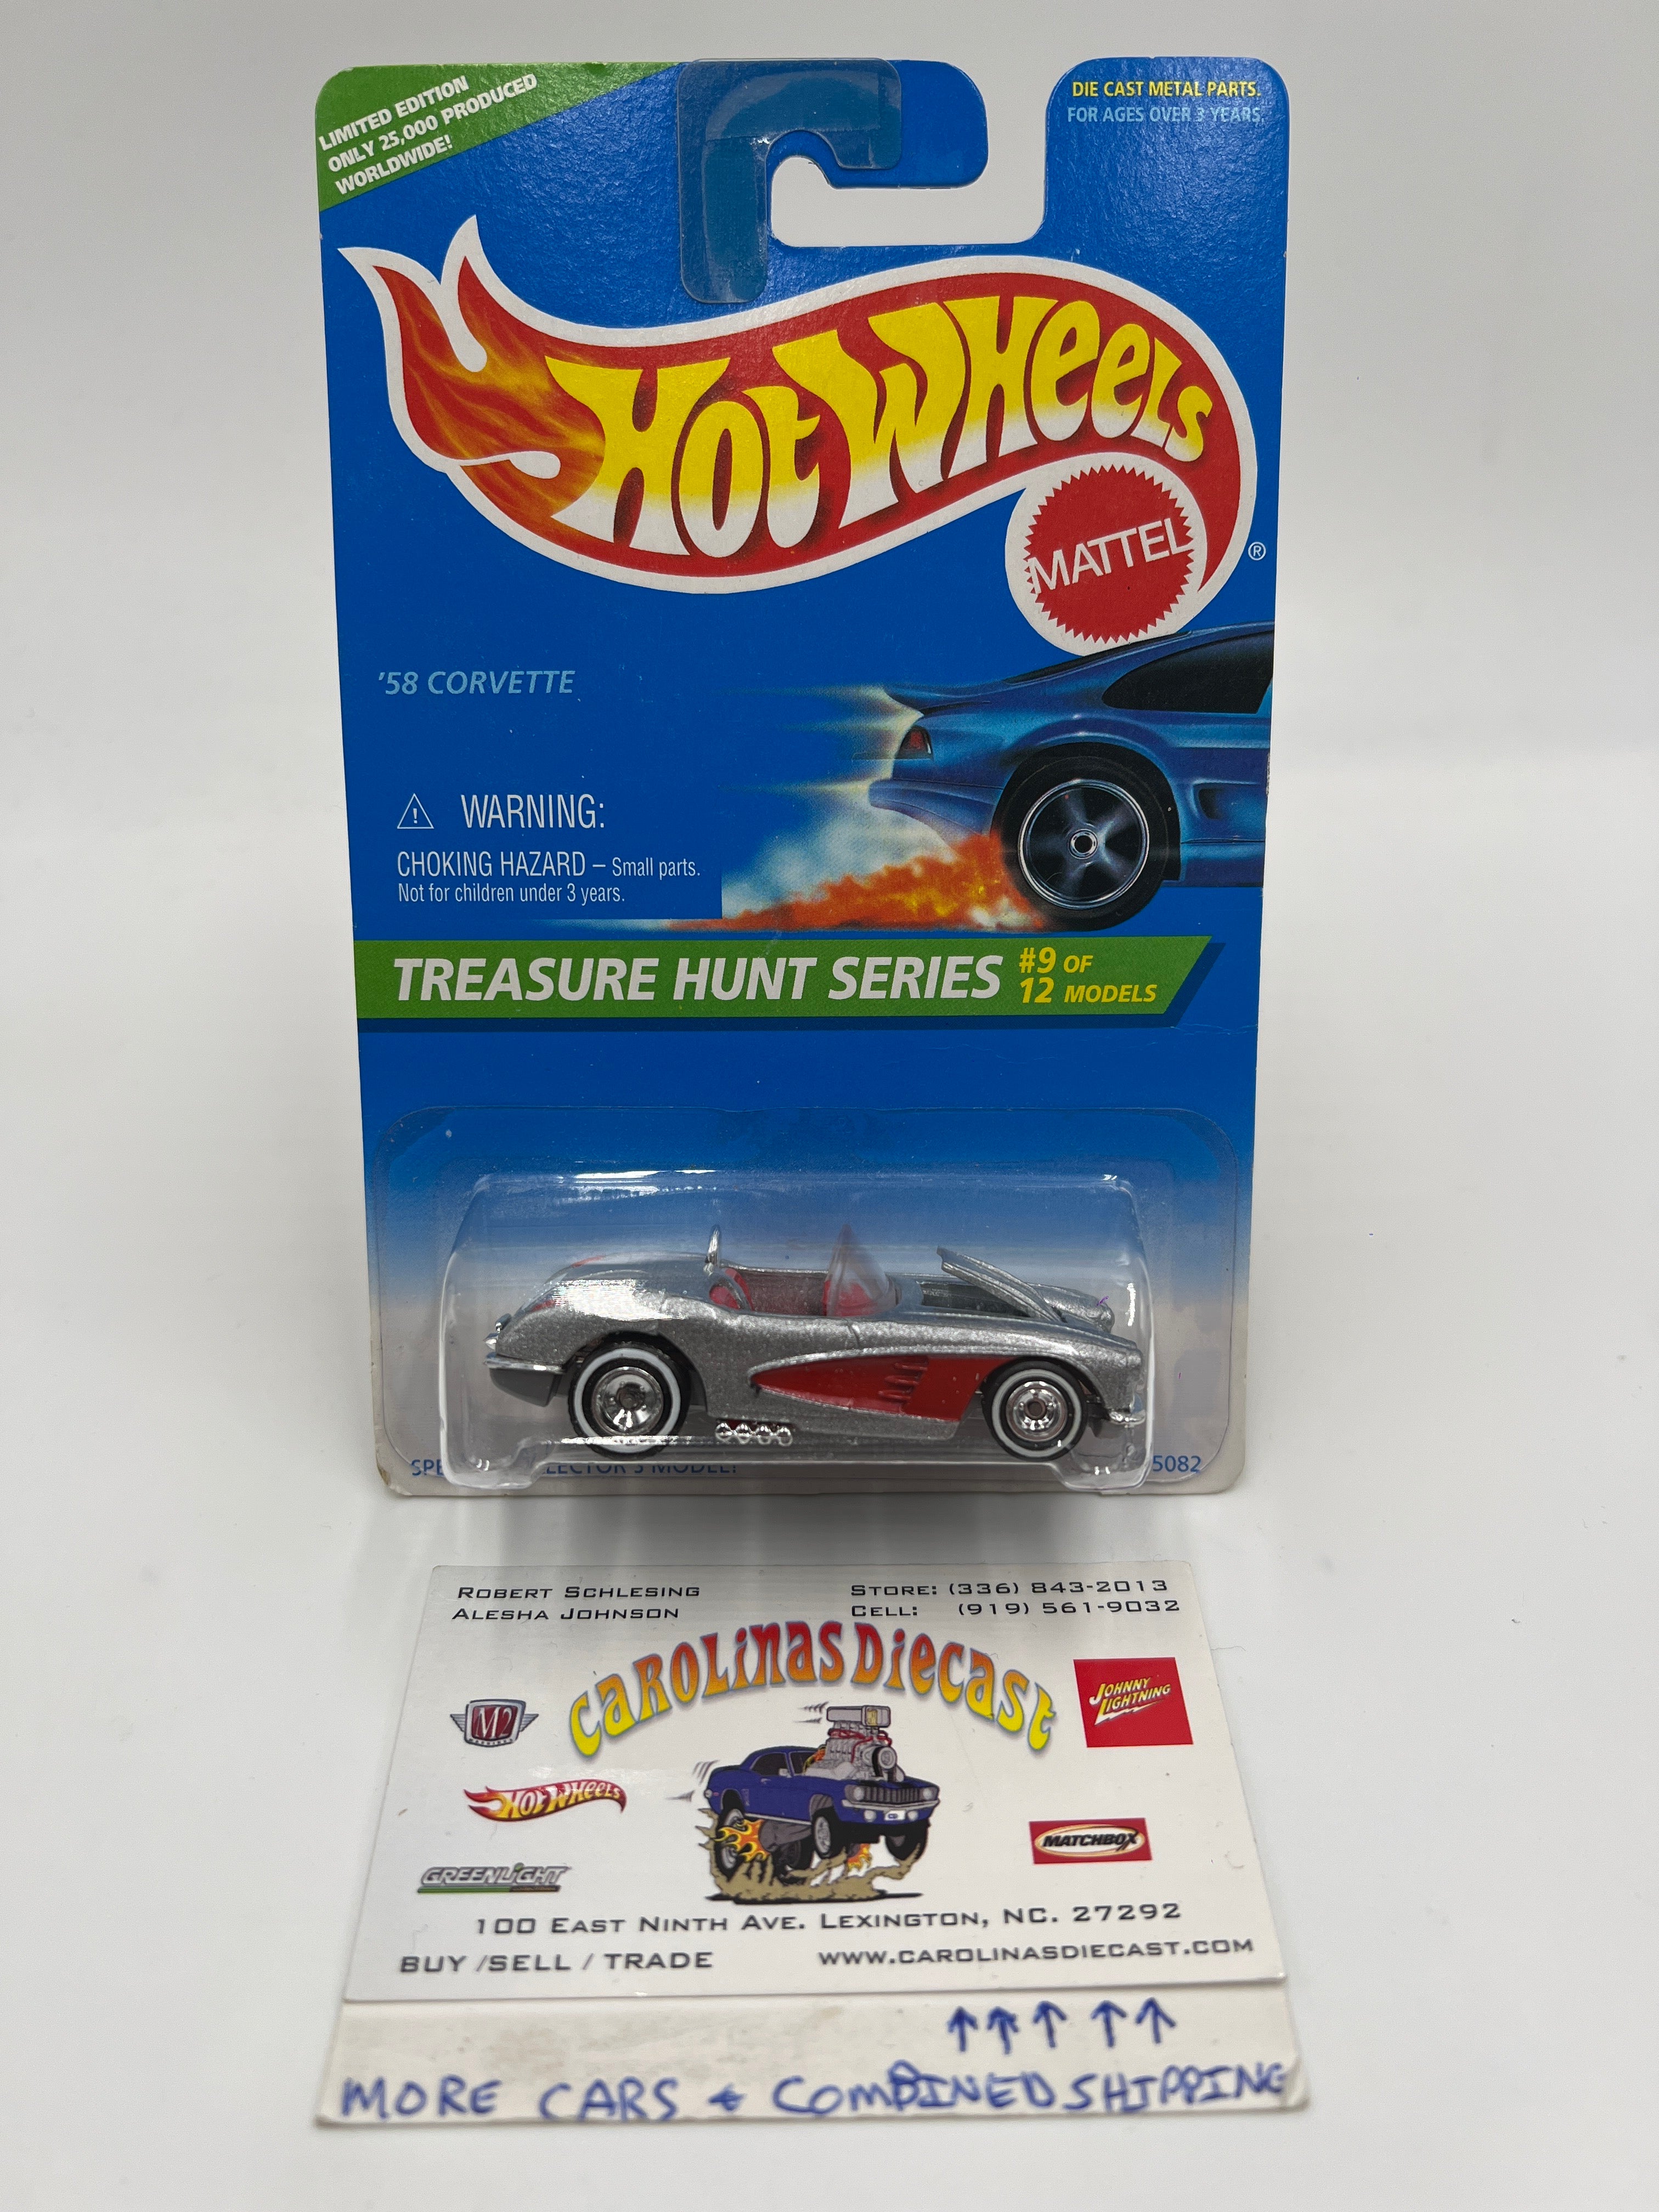 LIMITED EDITION
ONLY 25,000 PRODUCED
WORLDWIDE!
DIE CAST METAL PARTS.
FOR AGES OVER 3 YEARS.
HOT WHEELS
MATTEL
®
'58 CORVETTE
⚠ WARNING:
CHOKING HAZARD – Small parts.
Not for children under 3 years.
TREASURE HUNT SERIES #9 OF
12 MODELS
MODEL!
5082
ROBERT SCHLESING
ALESHA JOHNSON
STORE: (336) 843-2013
CELL: (919) 561-9032
CAROLINAS DIECAST
M2
JOHNNY
LIGHTNING
HOT WHEELS
MATCHBOX
GREENLIGHT
100 EAST NINTH AVE. LEXINGTON, NC. 27292
BUY /SELL / TRADE WWW.CAROLINASDIECAST.COM
↑↑↑ ↑↑
MORE CARS & COMBINED SHIPPING